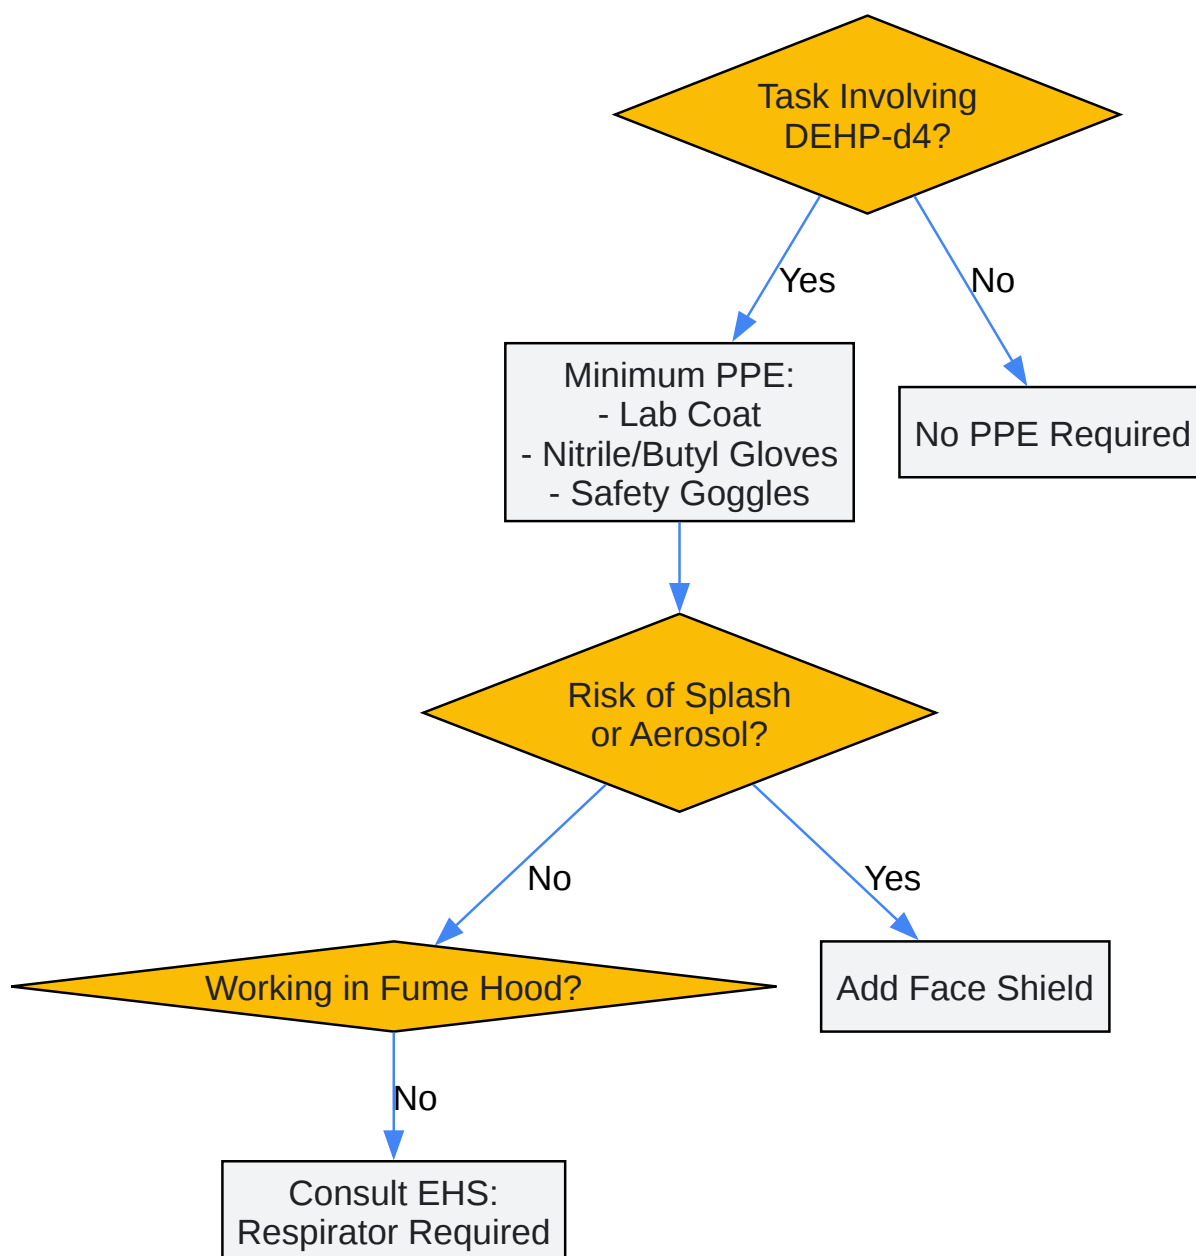 Task Involving
DEHP-d4?
Yes
No
Minimum PPE:
- Lab Coat
- Nitrile/Butyl Gloves
- Safety Goggles
No PPE Required
Risk of Splash
or Aerosol?
No
Yes
Working in Fume Hood?
Add Face Shield
No
Consult EHS:
Respirator Required